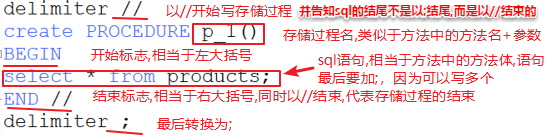 delimiter // 以//开始写存储过程 并告知sql的结尾不是以;结尾,而是以//结束的
create PROCEDURE p_1() 存储过程名,类似于方法中的方法名+参数
BEGIN 开始标志,相当于左大括号
sql语句,相当于方法中的方法体,语句
select * from products; 最后要加;，因为可以写多个
END // 结束标志,相当于右大括号,同时以//结束,代表存储过程的结束
delimiter ; 最后转换为;